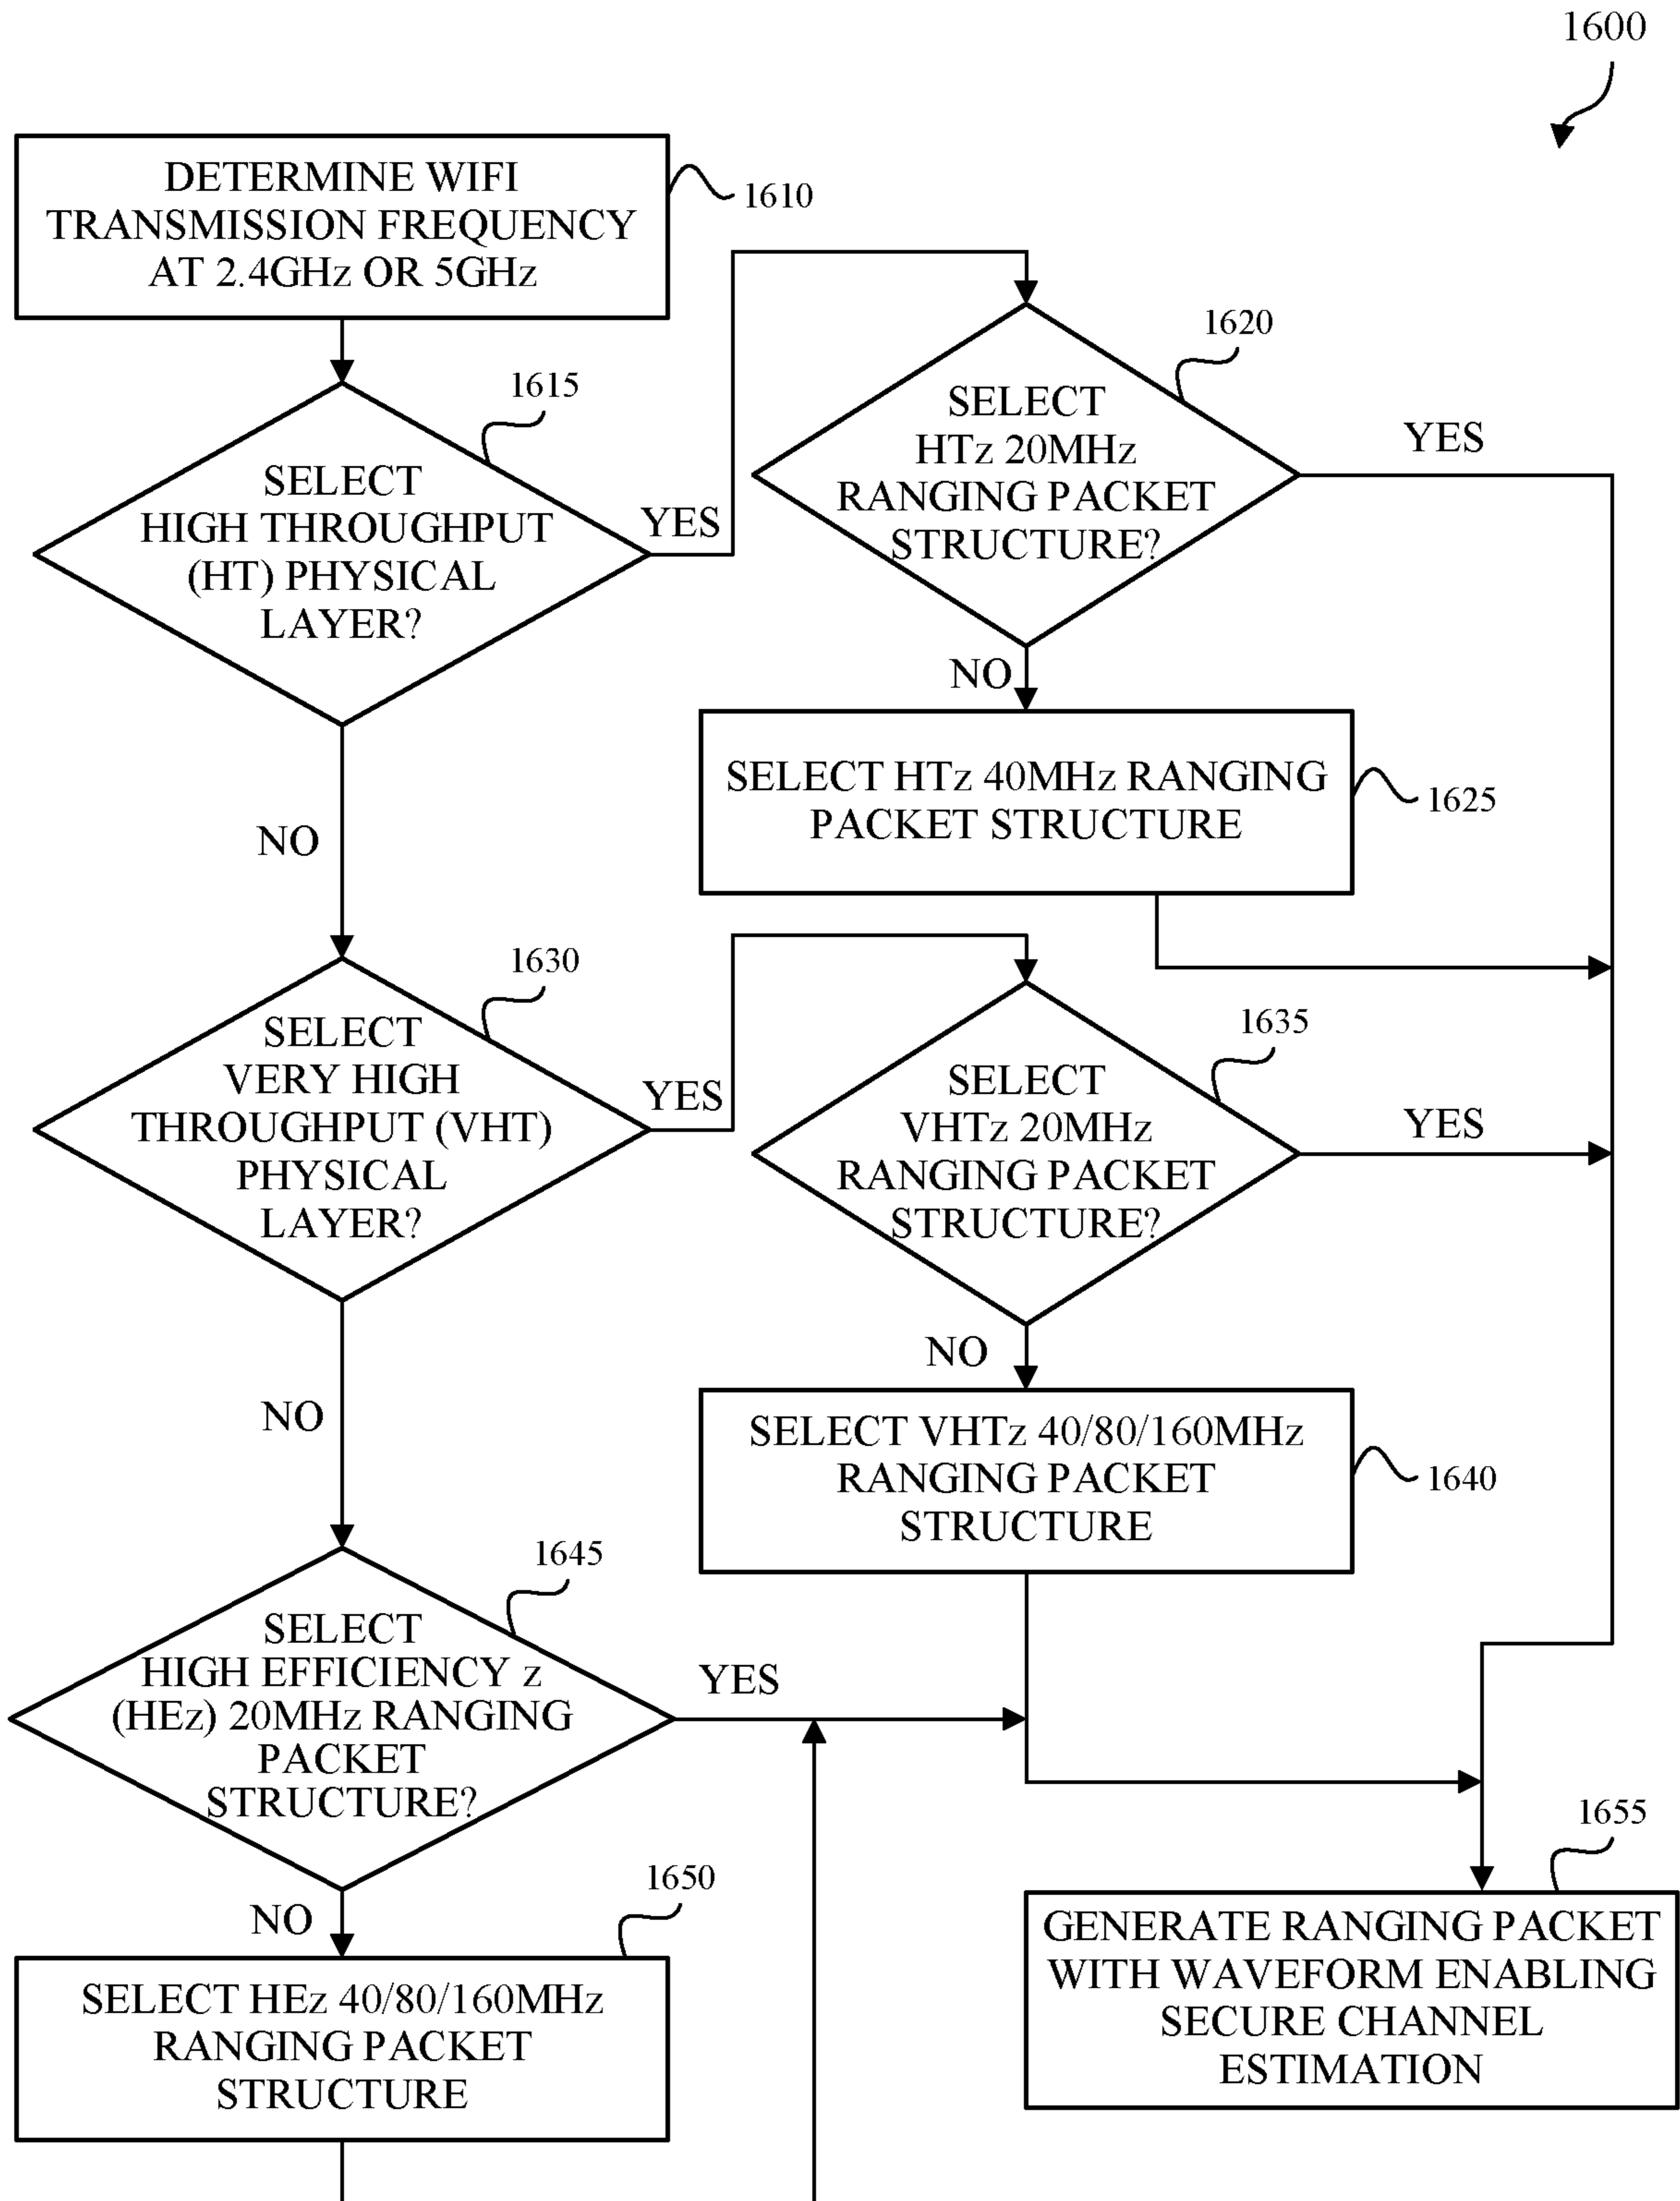 1600
DETERMINE WIFI
TRANSMISSION FREQUENCY
AT 2.4GHz OR 5GHz
1610
1615
SELECT
HIGH THROUGHPUT
(HT) PHYSICAL
LAYER?
YES
NO
1620
SELECT
HTz 20MHz
RANGING PACKET
STRUCTURE?
YES
NO
SELECT HTz 40MHz RANGING
PACKET STRUCTURE
1625
1630
SELECT
VERY HIGH
THROUGHPUT (VHT)
PHYSICAL
LAYER?
YES
NO
1635
SELECT
VHTz 20MHz
RANGING PACKET
STRUCTURE?
YES
NO
SELECT VHTz 40/80/160MHz
RANGING PACKET
STRUCTURE
1640
1645
SELECT
HIGH EFFICIENCY z
(HEz) 20MHz RANGING
PACKET
STRUCTURE?
YES
NO
1650
SELECT HEz 40/80/160MHz
RANGING PACKET
STRUCTURE
1655
GENERATE RANGING PACKET
WITH WAVEFORM ENABLING
SECURE CHANNEL
ESTIMATION